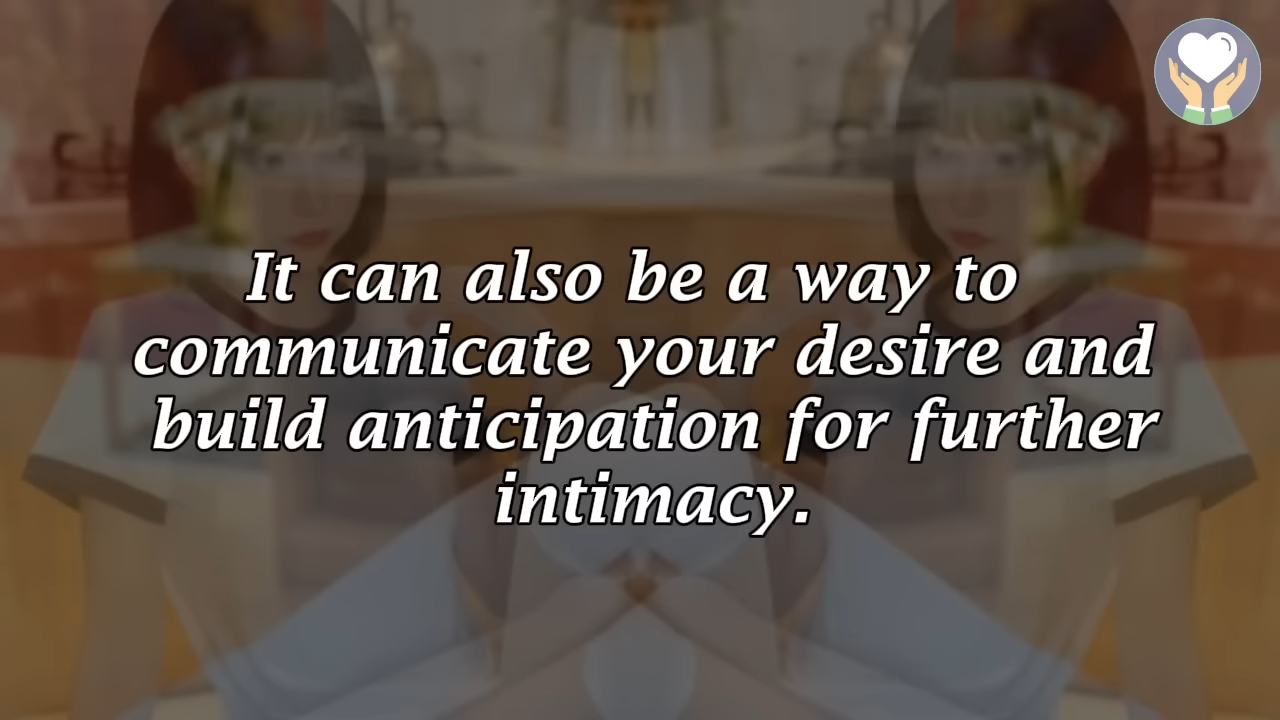 It can also be a way to
communicate your desire and
build anticipation for further
intimacy.